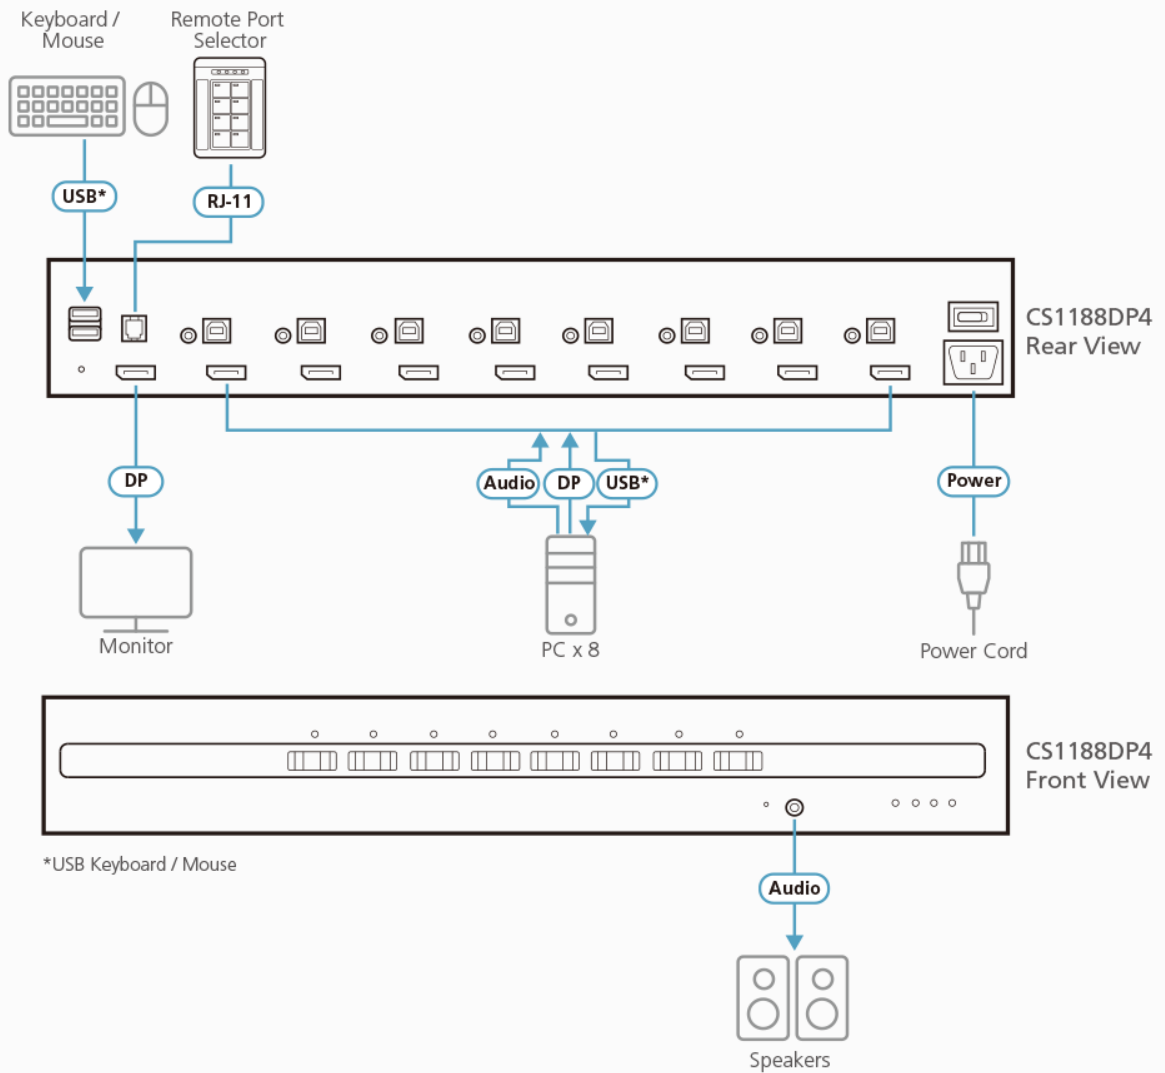 Keyboard /
Mouse
Remote Port
Selector
USB*
RJ-11
CS1188DP4
Rear View
DP
Audio
DP
USB*
Power
Monitor
PC x 8
Power Cord
CS1188DP4
Front View
*USB Keyboard / Mouse
Audio
Speakers